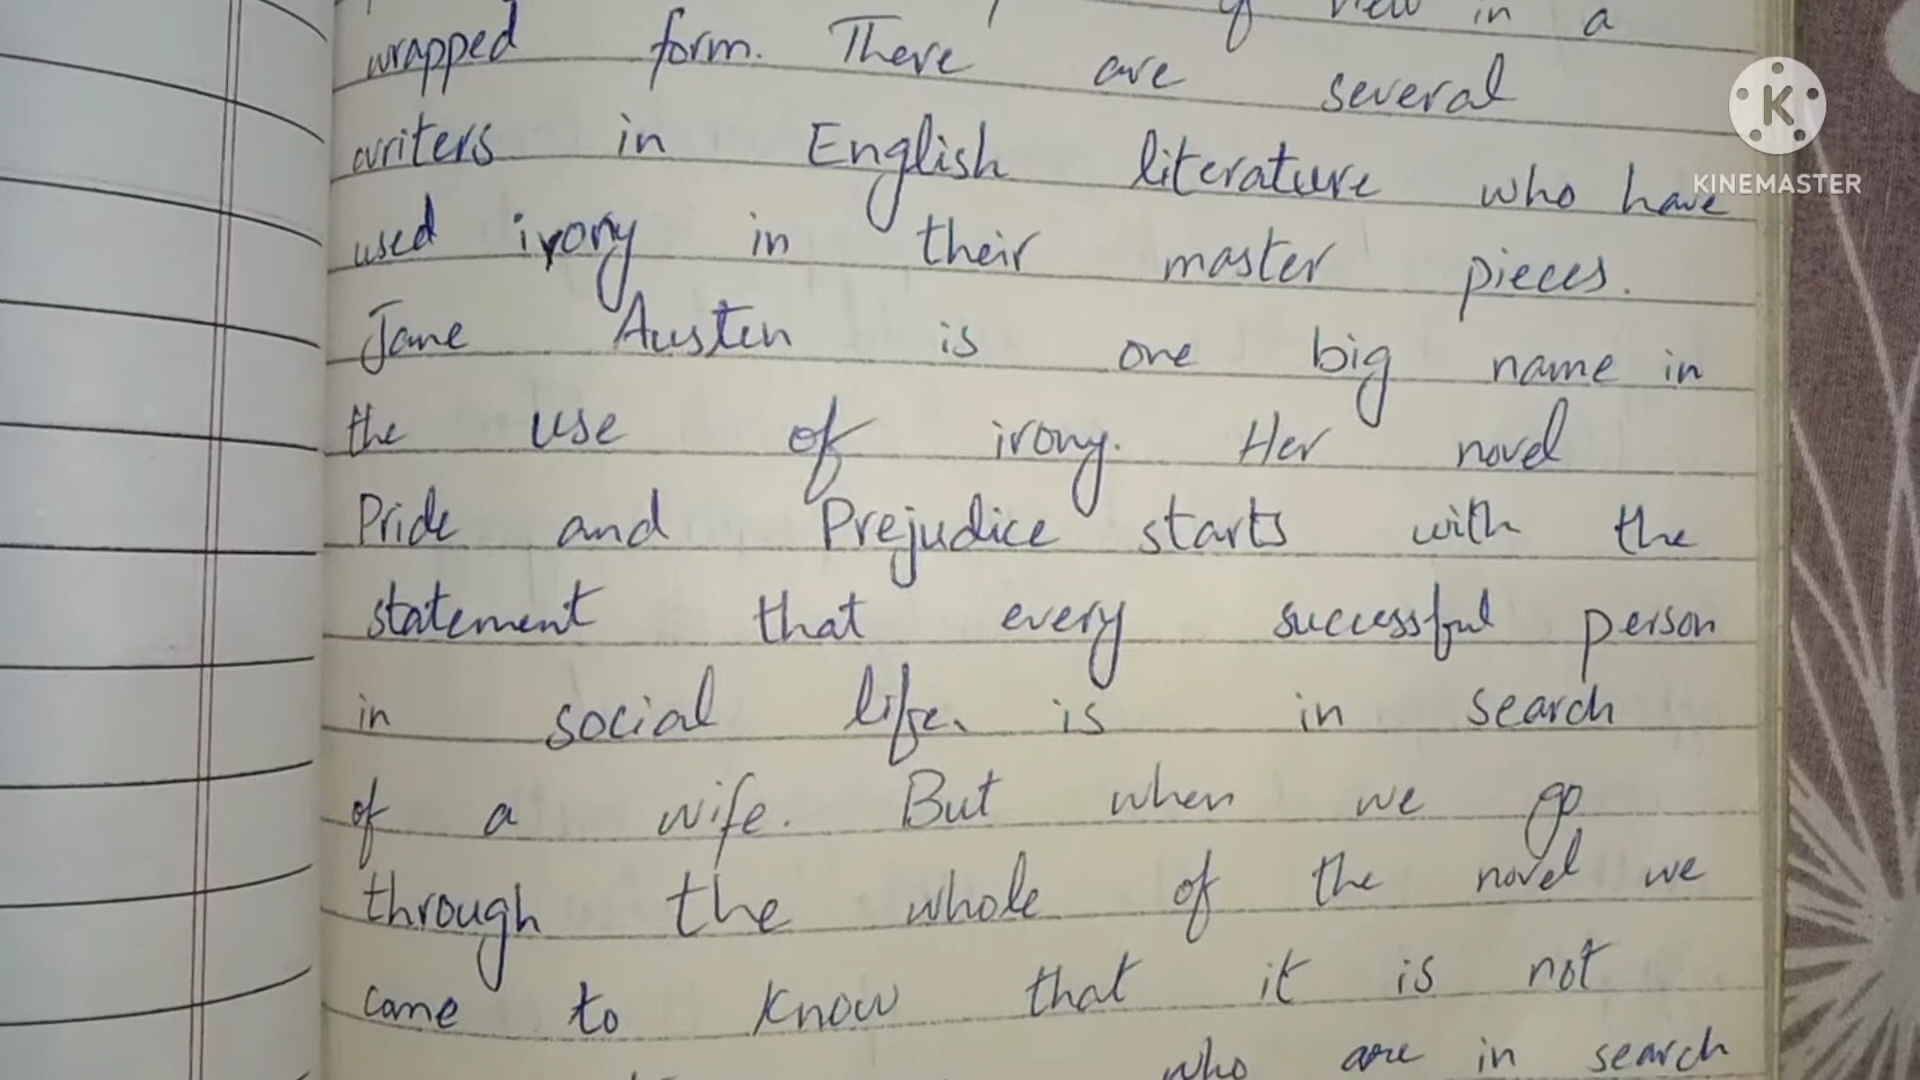 view in a
wrapped form. There are several
writers in English literature who have
used irony in their master pieces.
Jane Austen is one big name in
the use of irony. Her novel
Pride and Prejudice starts with the
statement that every successful person
in social life is in search
of a wife. But when we go
through the whole of the novel we
came to know that it is not
who are in search
K
KINEMASTER